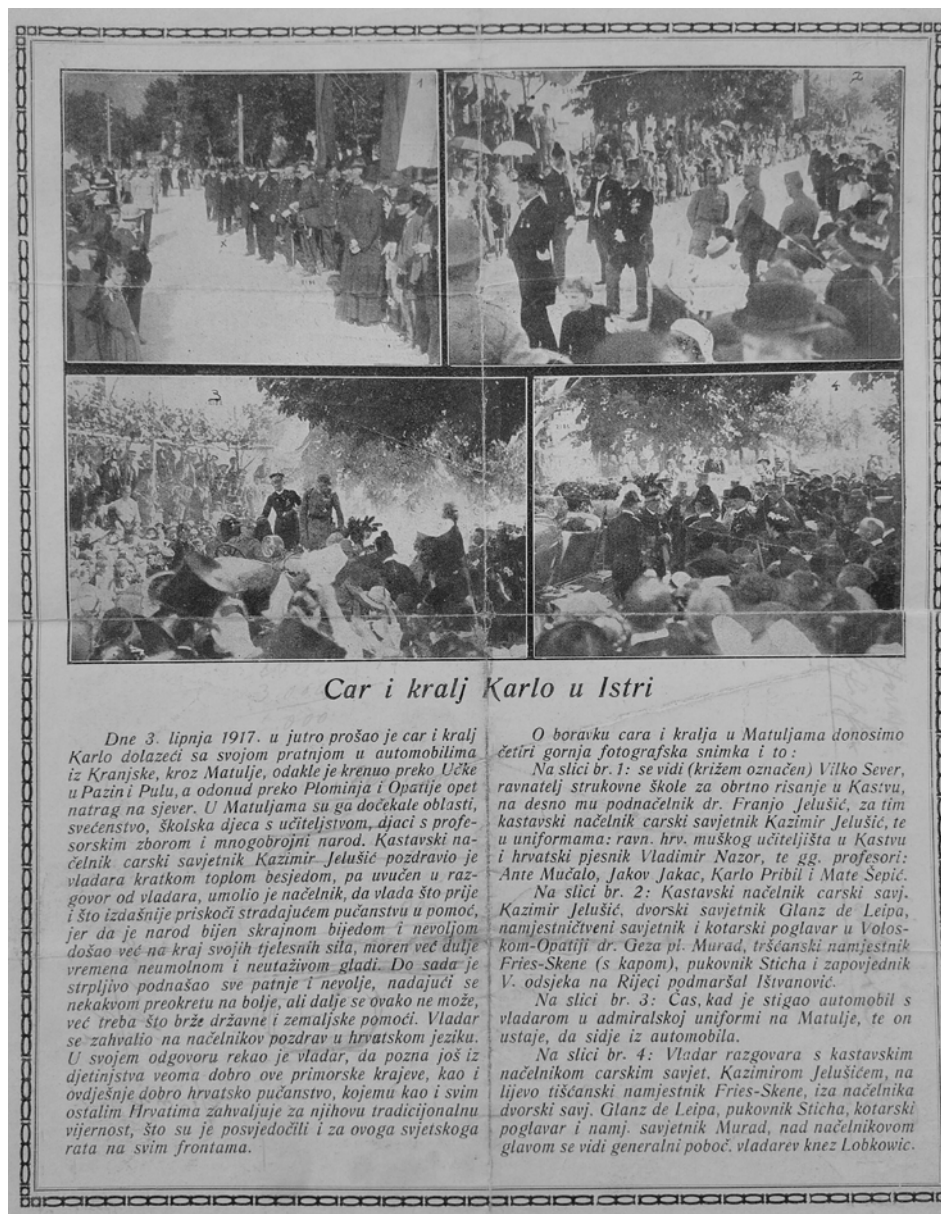 1
2
3
4
Car i kralj Karlo u Istri
Dne 3. lipnja 1917. u jutro prošao je car i kralj
Karlo dolazeći sa svojom pratnjom u automobilima
iz Kranjske, kroz Matulje, odakle je krenuo preko Učke
u Pazin i Pulu, a odonud preko Plominja i Opatije opet
natrag na sjever. U Matuljama su ga dočekale oblasti,
svećenstvo, školska djeca s učiteljstvom, djaci s profe-
sorskim zborom i mnogobrojni narod. Kastavski na-
čelnik carski savjetnik Kazimir Jelušić pozdravio je
vladara kratkom toplom besjedom, pa uvučen u raz-
govor od vladara, umolio je načelnik, da vlada što prije
i što izdašnije priskoči stradajućem pučanstvu u pomoć,
jer da je narod bijen skrajnom bijedom i nevoljom
došao već na kraj svojih tjelesnih sila, moren već dulje
vremena neumolnom i neutaživom gladi. Do sada je
strpljivo podnašao sve patnje i nevolje, nadajući se
nekakvom preokretu na bolje, ali dalje se ovako ne može,
već treba što brže državne i zemaljske pomoći. Vladar
se zahvalio na načelnikov pozdrav u hrvatskom jeziku.
U svojem odgovoru rekao je vladar, da pozna još iz
djetinjstva veoma dobro ove primorske krajeve, kao i
ovdješnje dobro hrvatsko pučanstvo, kojemu kao i svim
ostalim Hrvatima zahvaljuje za njihovu tradicijonalnu
vijernost, što su je posvjedočili i za ovoga svjetskoga
rata na svim frontama.
O boravku cara i kralja u Matuljama donosimo
četiri gornja fotografska snimka i to :
Na slici br. 1: se vidi (križem označen) Vilko Sever,
ravnatelj strukovne škole za obrtno risanje u Kastvu,
na desno mu podnačelnik dr. Franjo Jelušić, za tim
kastavski načelnik carski savjetnik Kazimir Jelušić, te
u uniformama: ravn. hrv. muškog učiteljišta u Kastvu
i hrvatski pjesnik Vladimir Nazor, te gg. profesori:
Ante Mučalo, Jakov Jakac, Karlo Pribil i Mate Šepić.
Na slici br. 2: Kastavski načelnik carski savj.
Kazimir Jelušić, dvorski savjetnik Glanz de Leipa,
namjesničtveni savjetnik i kotarski poglavar u Volos-
kom-Opatiji dr. Geza pl. Murad, tršćanski namjestnik
Fries-Skene (s kapom), pukovnik Sticha i zapovjednik
V. odsjeka na Rijeci podmaršal Ištvanović.
Na slici br. 3: Čas, kad je stigao automobil s
vladarom u admiralskoj uniformi na Matulje, te on
ustaje, da sidje iz automobila.
Na slici br. 4: Vladar razgovara s kastavskim
načelnikom carskim savjet. Kazimirom Jelušićem, na
lijevo tišćanski namjestnik Fries-Skene, iza načelnika
dvorski savj. Glanz de Leipa, pukovnik Sticha, kotarski
poglavar i namj. savjetnik Murad, nad načelnikovom
glavom se vidi generalni poboč. vladarev knez Lobkowic.